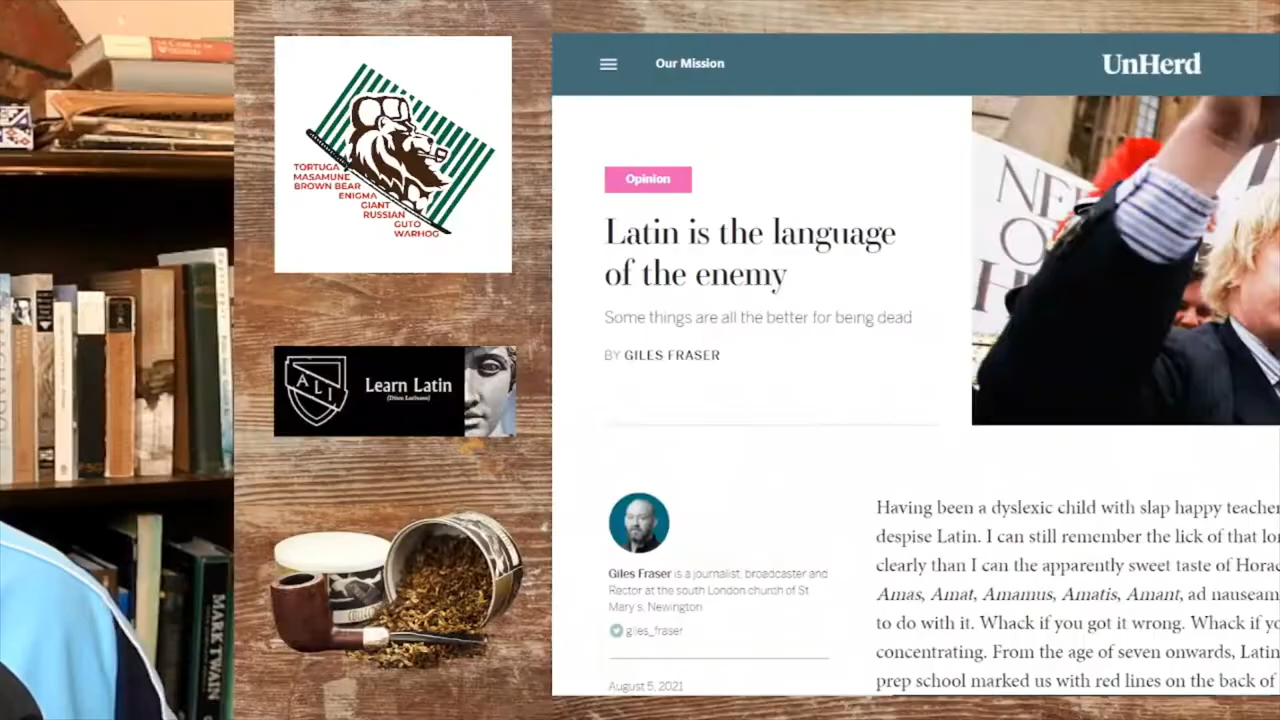 TORTUGA
MASAMUNE
BROWN BEAR
ENIGMA
GIANT
RUSSIAN
GUTO
WARHOG
ALI
Learn Latin
(Disce Latinam)
MARK TWAIN
Our Mission
UnHerd
Opinion
Latin is the language
of the enemy
Some things are all the better for being dead
BY GILES FRASER
Giles Fraser is a journalist, broadcaster and
Rector at the south London church of St
Mary's, Newington
giles_fraser
August 5, 2021
Having been a dyslexic child with slap happy teache
despise Latin. I can still remember the lick of that lo
clearly than I can the apparently sweet taste of Horac
Amas, Amat, Amamus, Amatis, Amant, ad nauseam
to do with it. Whack if you got it wrong. Whack if yo
concentrating. From the age of seven onwards, Latin
prep school marked us with red lines on the back of